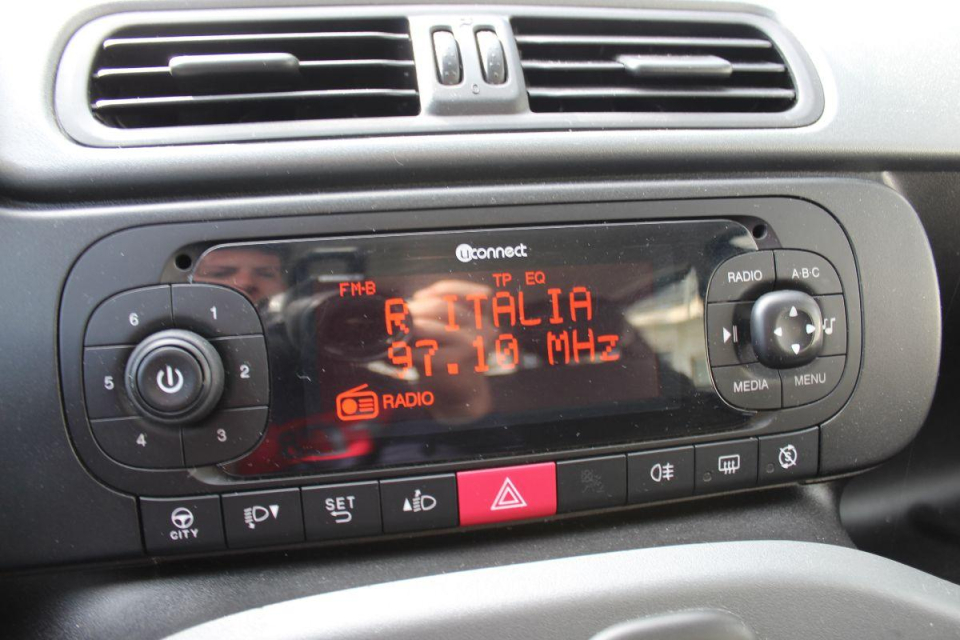 uconnect
FM-B TP EQ
R ITALIA
97.10 MHz
RADIO
6 1
5 2
4 3
RADIO A·B·C
MEDIA MENU
CITY
SET